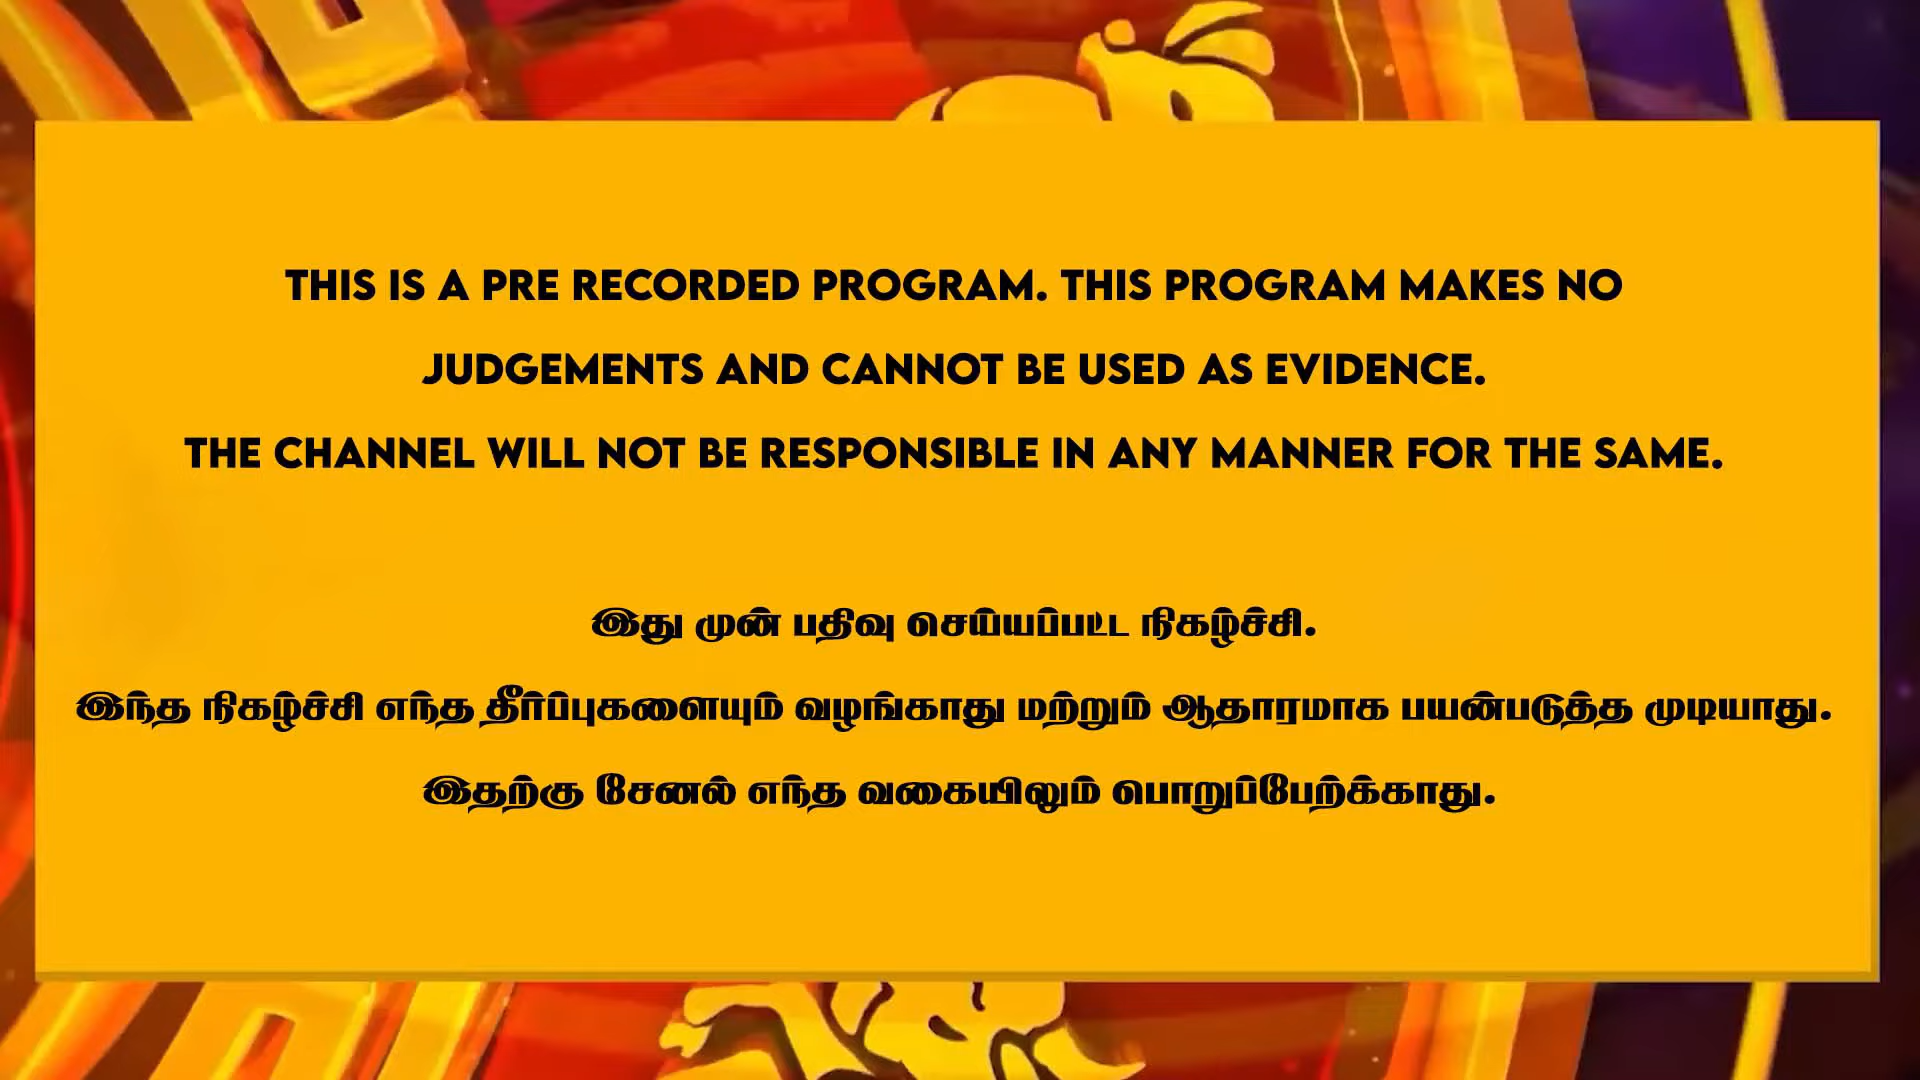 THIS IS A PRE RECORDED PROGRAM. THIS PROGRAM MAKES NO
JUDGEMENTS AND CANNOT BE USED AS EVIDENCE.
THE CHANNEL WILL NOT BE RESPONSIBLE IN ANY MANNER FOR THE SAME.
இது முன் பதிவு செய்யப்பட்ட நிகழ்ச்சி.
இந்த நிகழ்ச்சி எந்த தீர்ப்புகளையும் வழங்காது மற்றும் ஆதாரமாக பயன்படுத்த முடியாது.
இதற்கு சேனல் எந்த வகையிலும் பொறுப்பேற்க்காது.